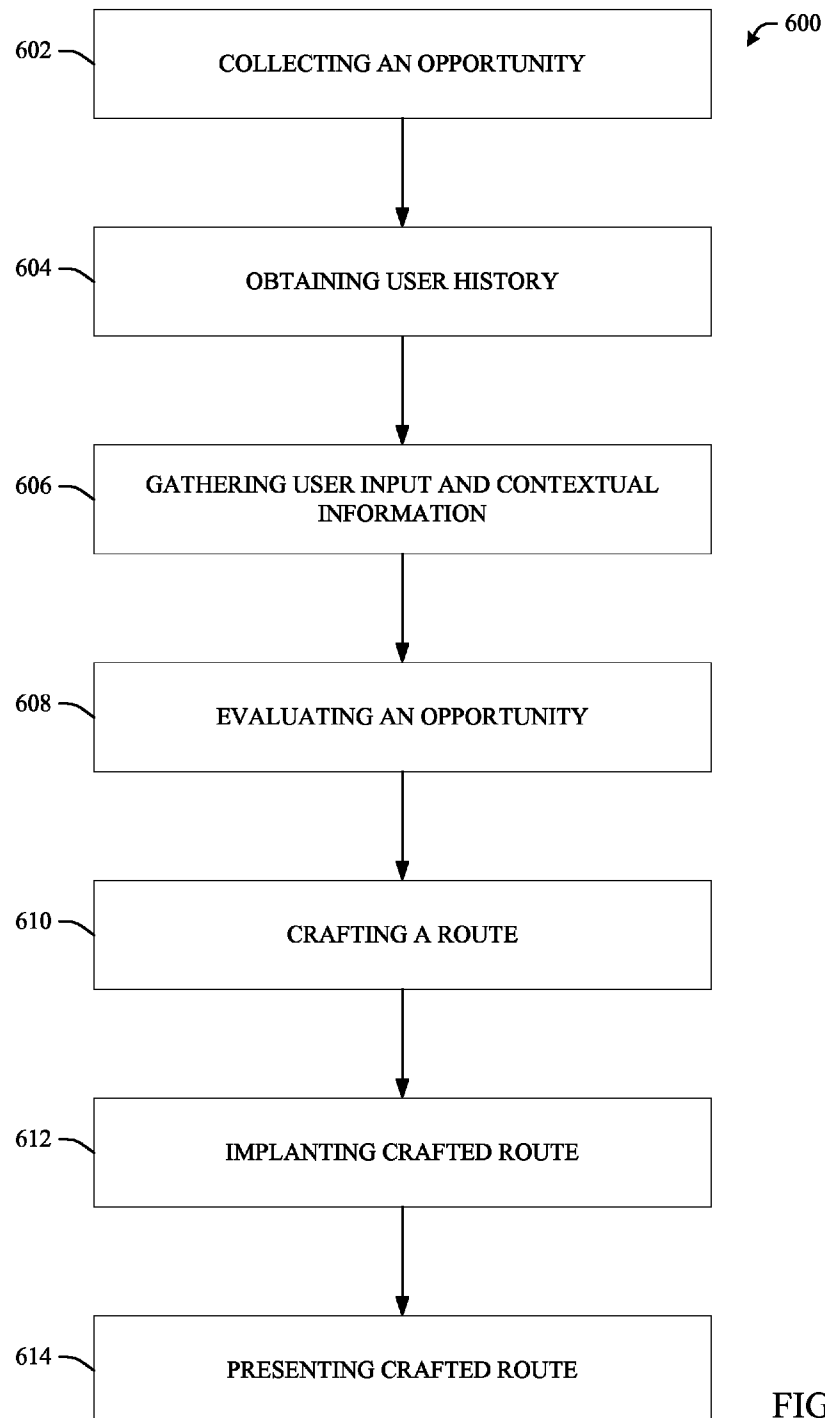 600
602
COLLECTING AN OPPORTUNITY
604
OBTAINING USER HISTORY
606
GATHERING USER INPUT AND CONTEXTUAL
INFORMATION
608
EVALUATING AN OPPORTUNITY
610
CRAFTING A ROUTE
612
IMPLANTING CRAFTED ROUTE
614
PRESENTING CRAFTED ROUTE
FIG